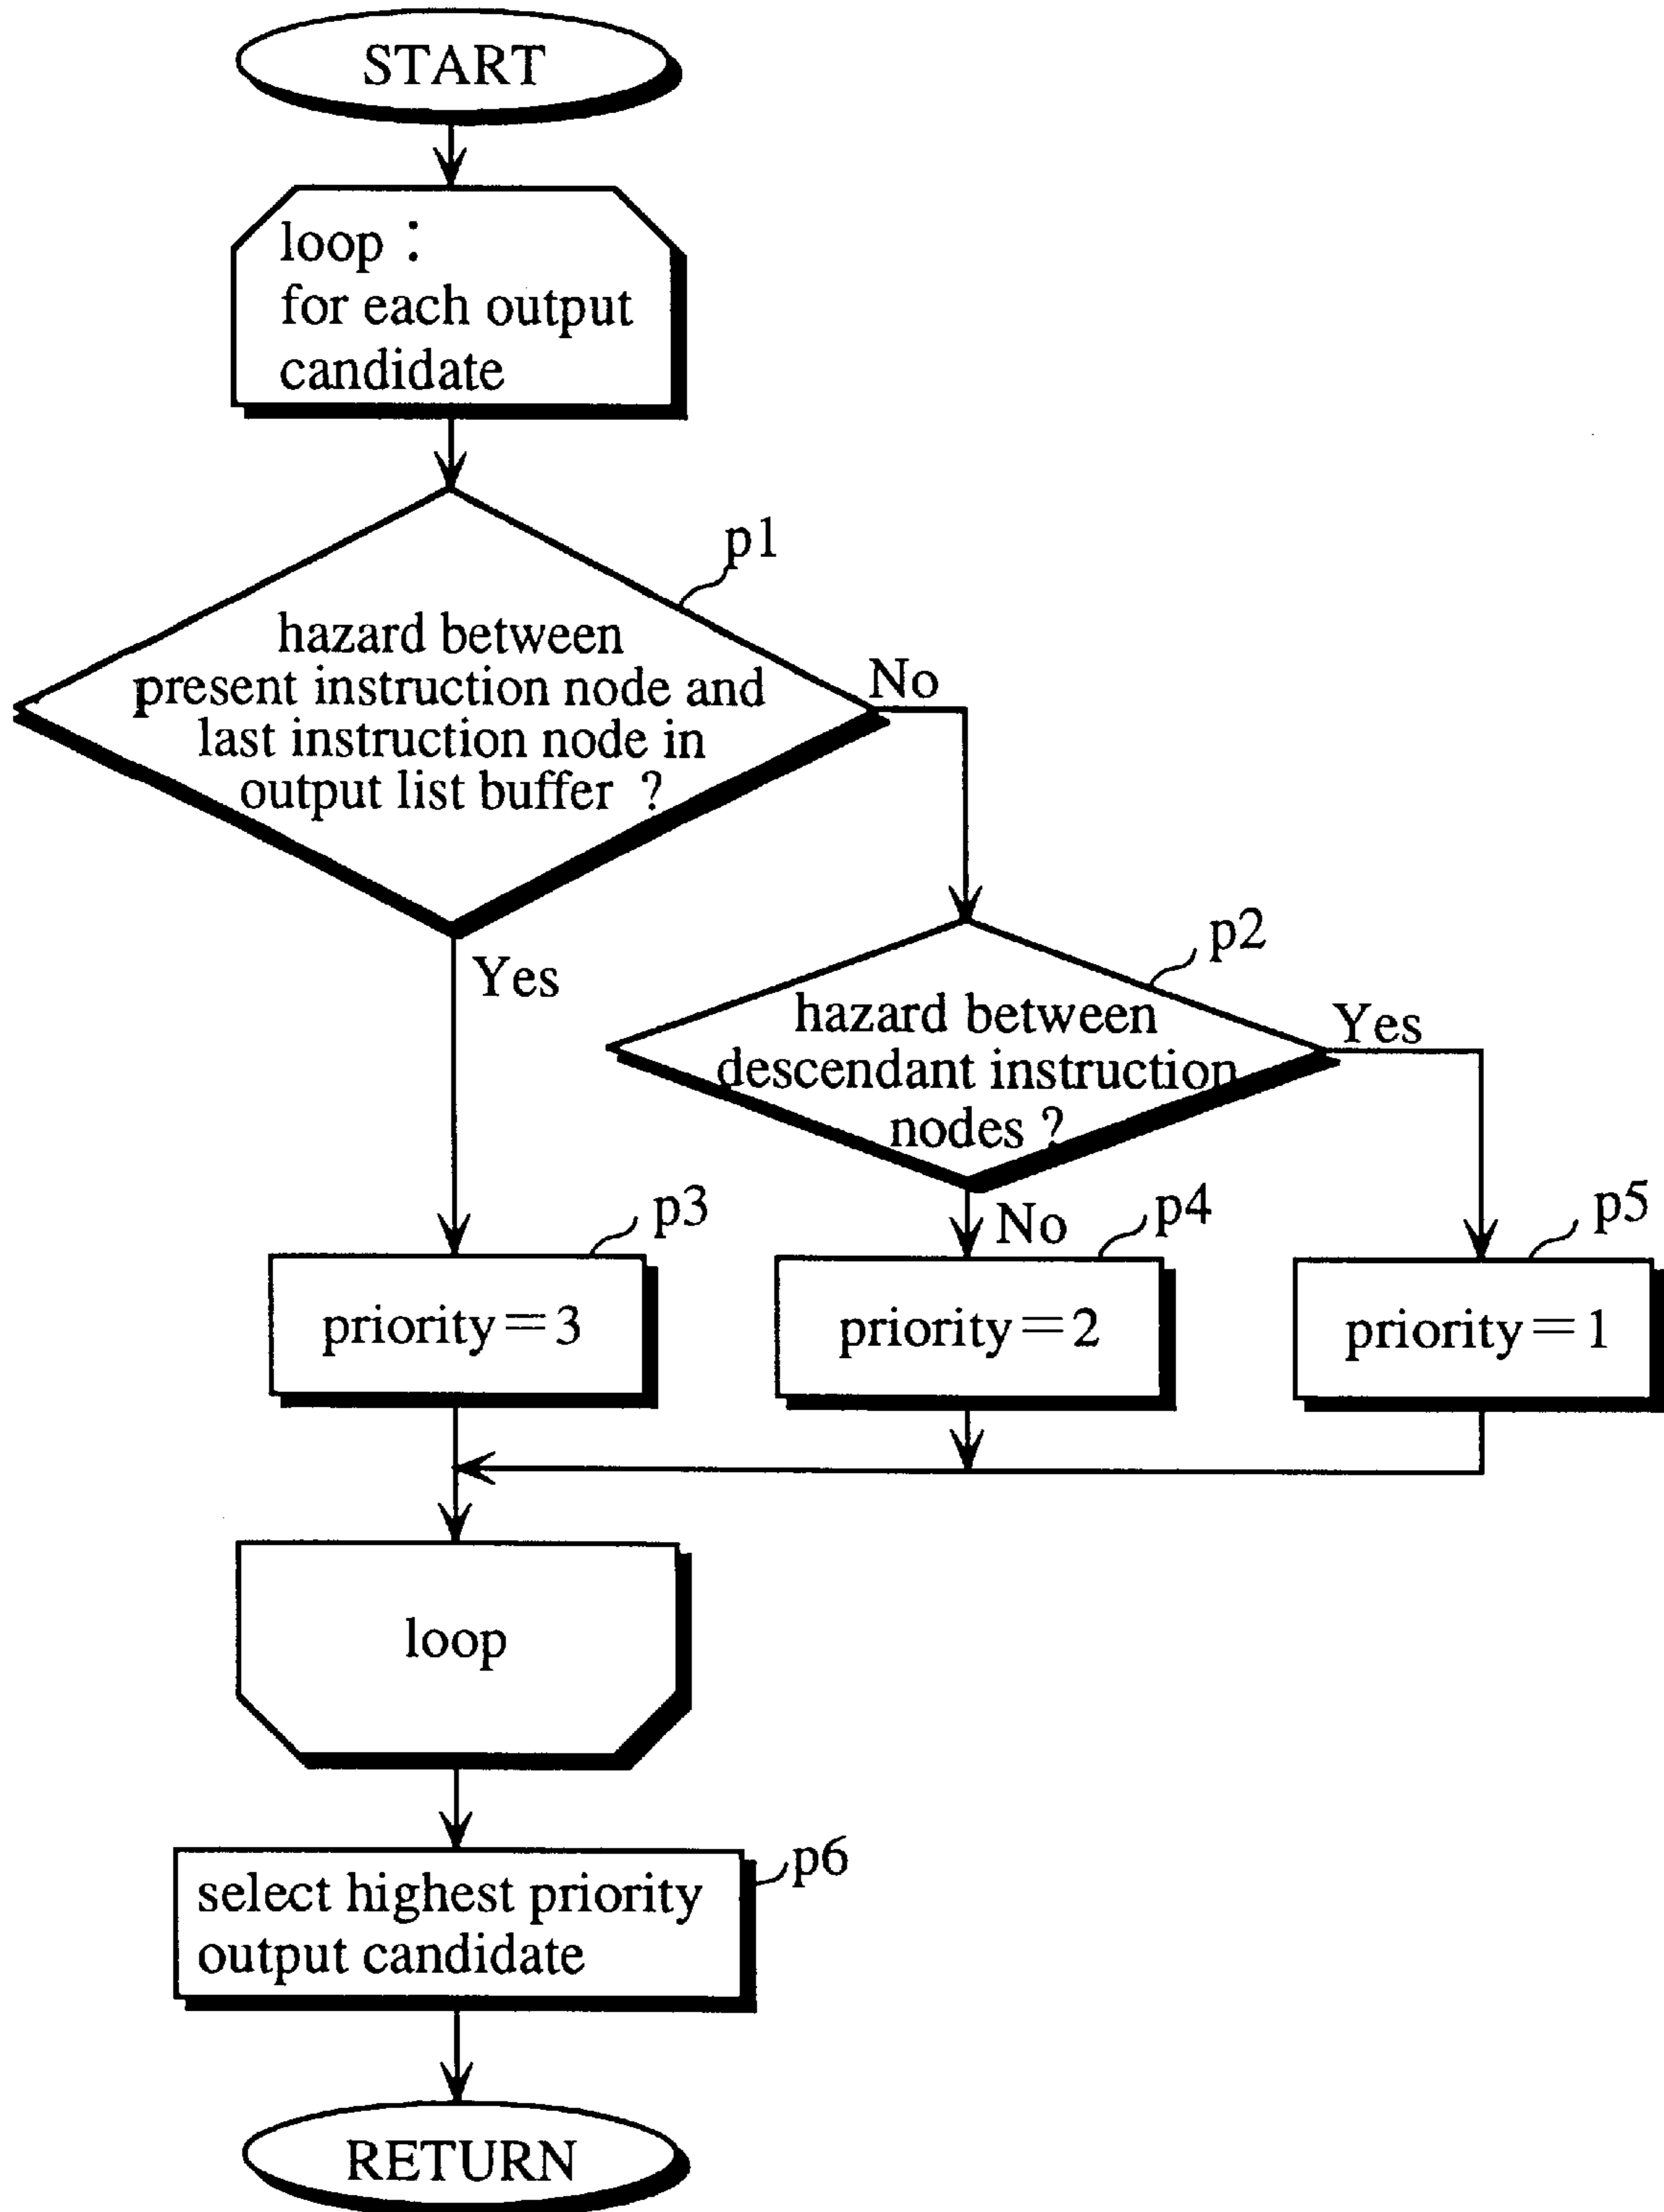 START
loop :
for each output
candidate
p1
hazard between
present instruction node and
last instruction node in
output list buffer ?
No
Yes
p2
hazard between
descendant instruction
nodes ?
Yes
No
p3
p4
p5
priority=3
priority=2
priority=1
loop
p6
select highest priority
output candidate
RETURN